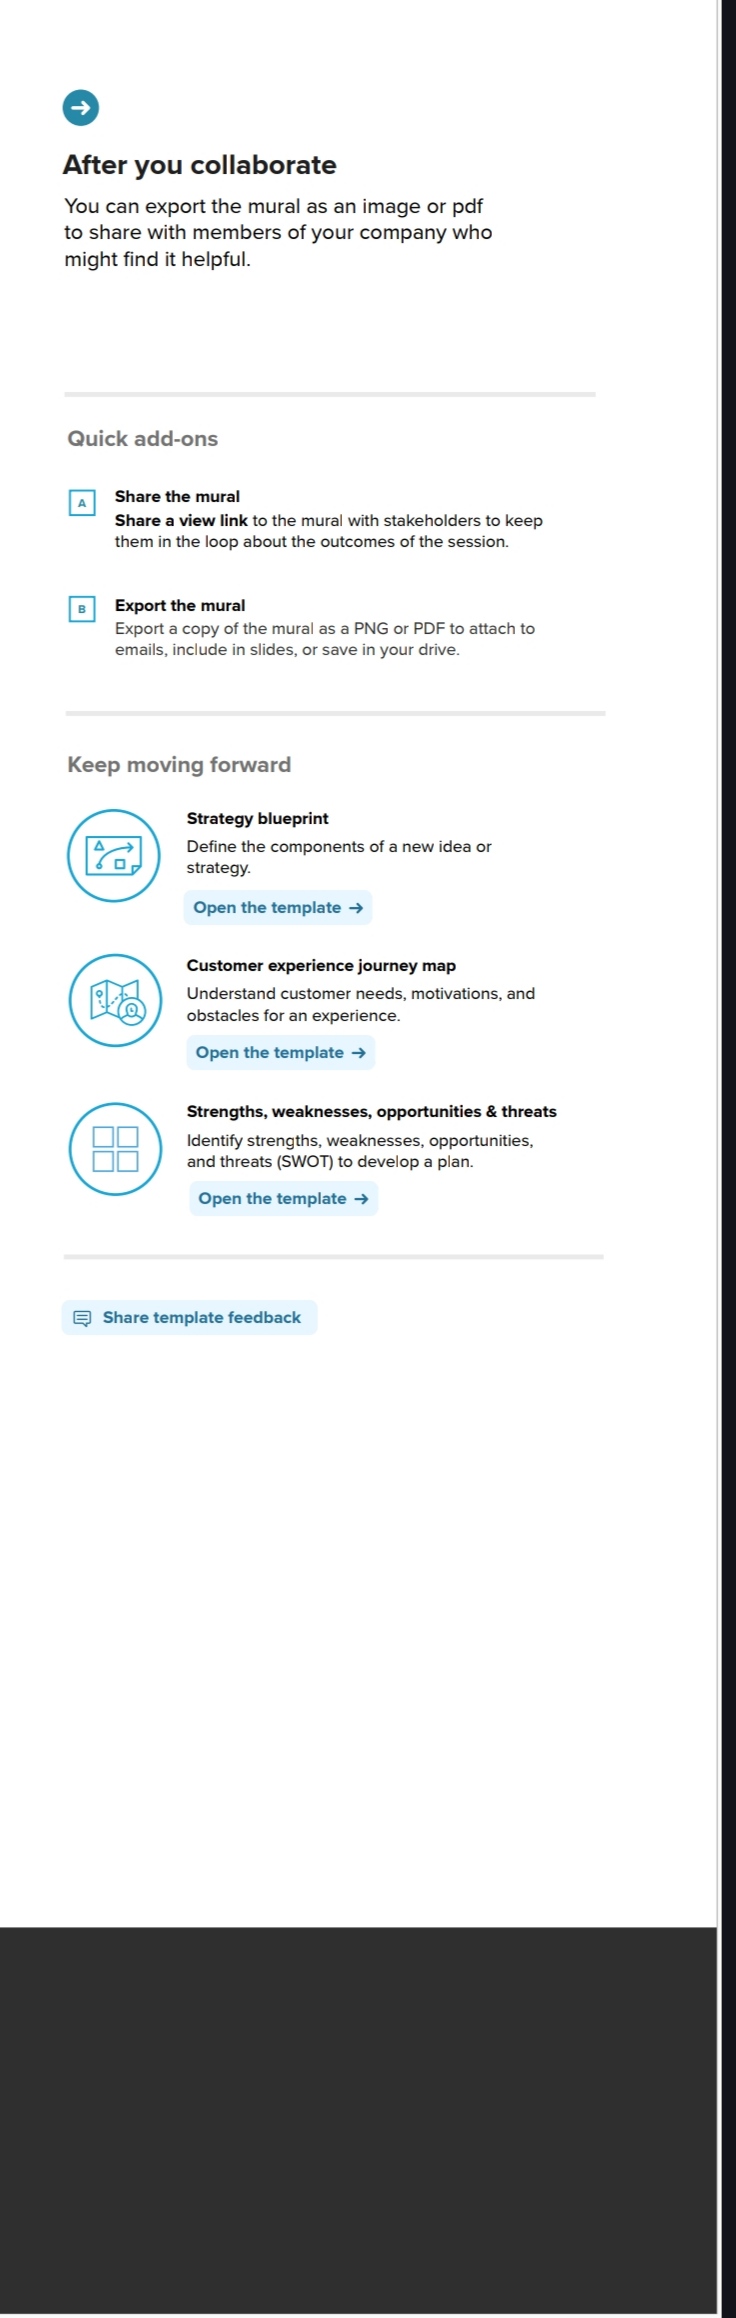 After you collaborate
You can export the mural as an image or pdf
to share with members of your company who
might find it helpful.
Quick add-ons
A
Share the mural
Share a view link to the mural with stakeholders to keep
them in the loop about the outcomes of the session.
B
Export the mural
Export a copy of the mural as a PNG or PDF to attach to
emails, include in slides, or save in your drive.
Keep moving forward
Strategy blueprint
Define the components of a new idea or
strategy.
Open the template →
Customer experience journey map
Understand customer needs, motivations, and
obstacles for an experience.
Open the template →
Strengths, weaknesses, opportunities & threats
Identify strengths, weaknesses, opportunities,
and threats (SWOT) to develop a plan.
Open the template →
Share template feedback